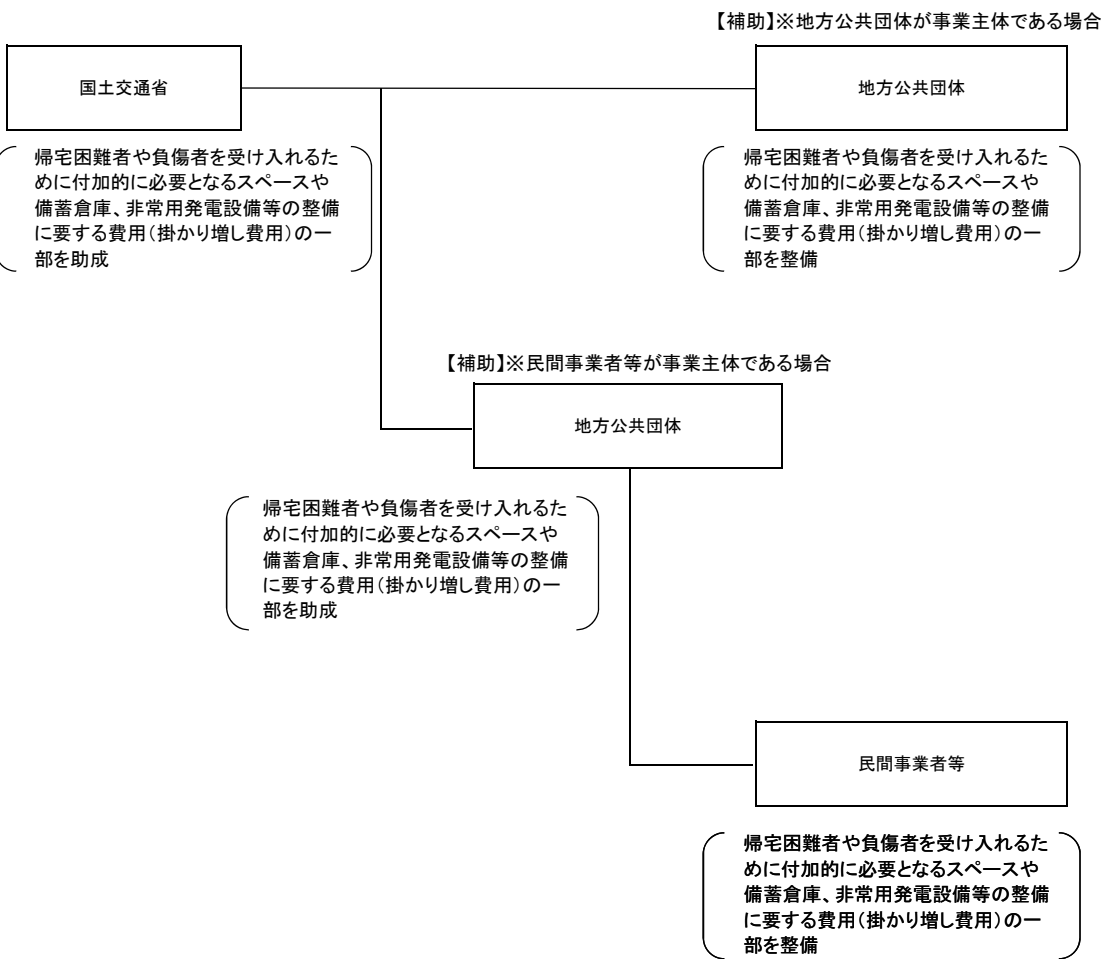 【補助】※地方公共団体が事業主体である場合
国土交通省
地方公共団体
帰宅困難者や負傷者を受け入れるた
めに付加的に必要となるスペースや
備蓄倉庫、非常用発電設備等の整備
に要する費用(掛かり増し費用)の一
部を助成
帰宅困難者や負傷者を受け入れるた
めに付加的に必要となるスペースや
備蓄倉庫、非常用発電設備等の整備
に要する費用(掛かり増し費用)の一
部を整備
【補助】※民間事業者等が事業主体である場合
地方公共団体
帰宅困難者や負傷者を受け入れるた
めに付加的に必要となるスペースや
備蓄倉庫、非常用発電設備等の整備
に要する費用(掛かり増し費用)の一
部を助成
民間事業者等
帰宅困難者や負傷者を受け入れるた
めに付加的に必要となるスペースや
備蓄倉庫、非常用発電設備等の整備
に要する費用(掛かり増し費用)の一
部を整備